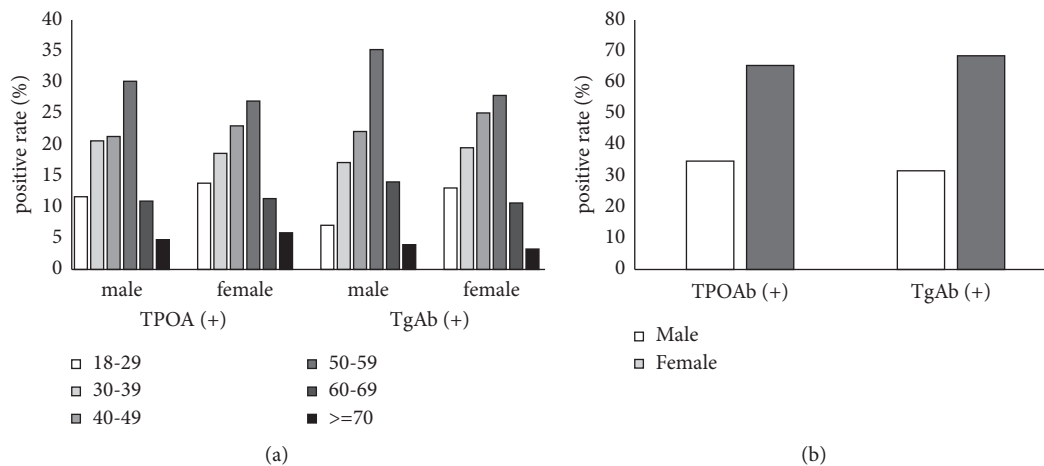 40
35
30
25
20
15
10
5
0
positive rate (%)
male
female
male
female
TPOA (+)
TgAb (+)
18-29
30-39
40-49
50-59
60-69
>=70
(a)
80
70
60
50
40
30
20
10
0
positive rate (%)
TPOAb (+)
TgAb (+)
Male
Female
(b)